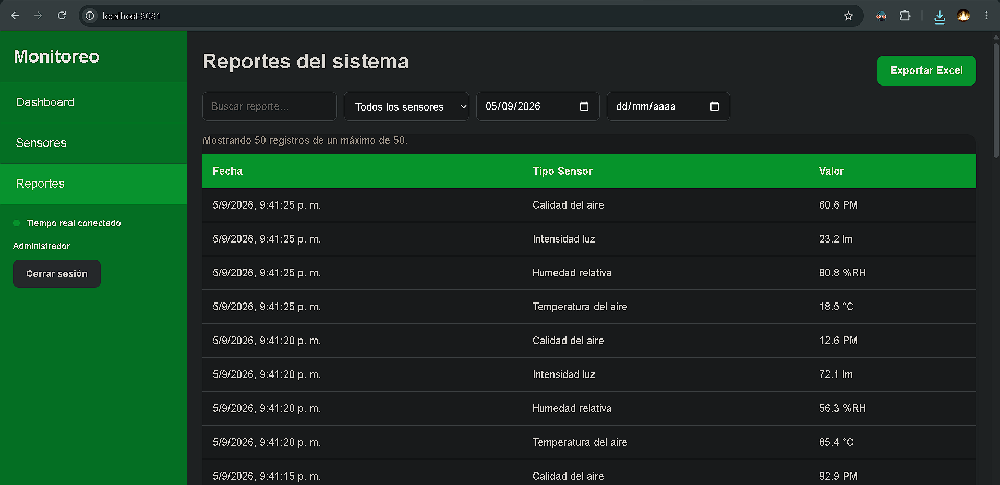 localhost:8081
Monitoreo
Dashboard
Sensores
Reportes
Tiempo real conectado
Administrador
Cerrar sesión
Reportes del sistema
Exportar Excel
Buscar reporte...
Todos los sensores
05/09/2026
dd/mm/aaaa
Mostrando 50 registros de un máximo de 50.
Fecha Tipo Sensor Valor
5/9/2026, 9:41:25 p. m. Calidad del aire 60.6 PM
5/9/2026, 9:41:25 p. m. Intensidad luz 23.2 lm
5/9/2026, 9:41:25 p. m. Humedad relativa 80.8 %RH
5/9/2026, 9:41:25 p. m. Temperatura del aire 18.5 °C
5/9/2026, 9:41:20 p. m. Calidad del aire 12.6 PM
5/9/2026, 9:41:20 p. m. Intensidad luz 72.1 lm
5/9/2026, 9:41:20 p. m. Humedad relativa 56.3 %RH
5/9/2026, 9:41:20 p. m. Temperatura del aire 85.4 °C
5/9/2026, 9:41:15 p. m. Calidad del aire 92.9 PM